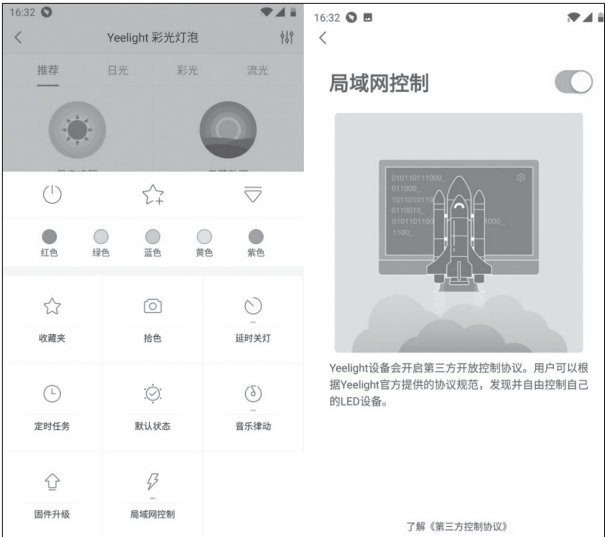 16:32
Yeelight 彩光灯泡
推荐 日光 彩光 流光
红色 绿色 蓝色 黄色 紫色
收藏夹 拾色 延时关灯
定时任务 默认状态 音乐律动
固件升级 局域网控制
16:32
局域网控制
010110111000_
011000_
1011010110
0110010_
0101101100 1000_
1100_
Yeelight设备会开启第三方开放控制协议。用户可以根
据Yeelight官方提供的协议规范，发现并自由控制自己
的LED设备。
了解《第三方控制协议》